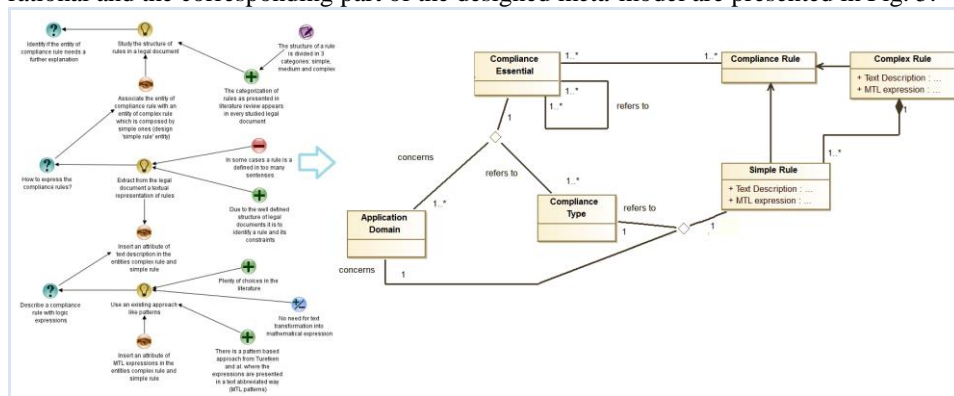 rational and the corresponding part of the designed meta-model are presented in Fig. 5.
Identify if the entity of
compliance rule needs a
further explanation
Study the structure of
rules in a legal document
The structure of a rule
is divided in 3
categories: simple,
medium and complex
Associate the entity of
compliance rule with an
entity of complex rule
which is composed by
simple ones (design
'simple rule' entity)
The categorization of
rules as presented in
literature review appears
in every studied legal
document
How to express the
compliance rules?
Extract from the legal
document a textual
representation of rules
In some cases a rule is a
defined in too many
sentences
Due to the well defined
structure of legal
documents it is to
identify a rule and its
constraints
Insert an attribute of
text description in the
entities complex rule and
simple rule
Plenty of choices in the
literature
Describe a compliance
rule with logic
expressions
Use an existing approach
like patterns
No need for text
transformation into
mathematical expression
Insert an attribute of
MTL expressions in the
entities complex rule and
simple rule
There is a pattern based
approach from Turetken
and al. where the
expressions are presented
in a text abbreviated way
(MTL patterns)
Compliance
Essential
1..*
1..*
Compliance Rule
Complex Rule
+ Text Description : ...
+ MTL expression : ...
1..*
1..*
refers to
1
1
concerns
refers to
1..*
1..*
1..*
Simple Rule
+ Text Description : ...
+ MTL expression : ...
Application
Domain
Compliance
Type
refers to
1
1
concerns
1